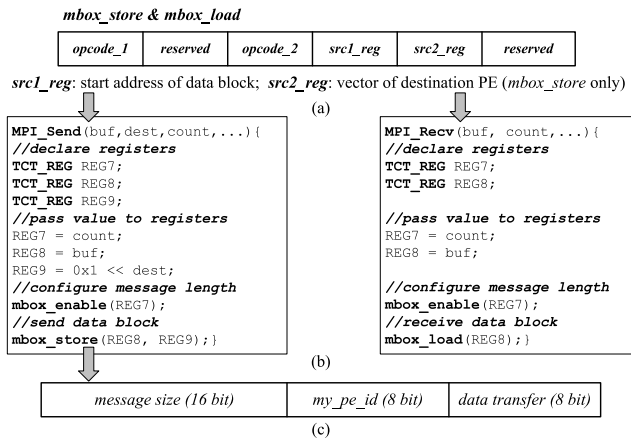 mbox_store & mbox_load
opcode_1 reserved opcode_2 src1_reg src2_reg reserved
src1_reg: start address of data block; src2_reg: vector of destination PE (mbox_store only)
(a)
MPI_Send(buf,dest,count,...){
//declare registers
TCT_REG REG7;
TCT_REG REG8;
TCT_REG REG9;
//pass value to registers
REG7 = count;
REG8 = buf;
REG9 = 0x1 << dest;
//configure message length
mbox_enable(REG7);
//send data block
mbox_store(REG8, REG9);}
MPI_Recv(buf, count,...){
//declare registers
TCT_REG REG7;
TCT_REG REG8;
//pass value to registers
REG7 = count;
REG8 = buf;
//configure message length
mbox_enable(REG7);
//receive data block
mbox_load(REG8);}
(b)
message size (16 bit) my_pe_id (8 bit) data transfer (8 bit)
(c)